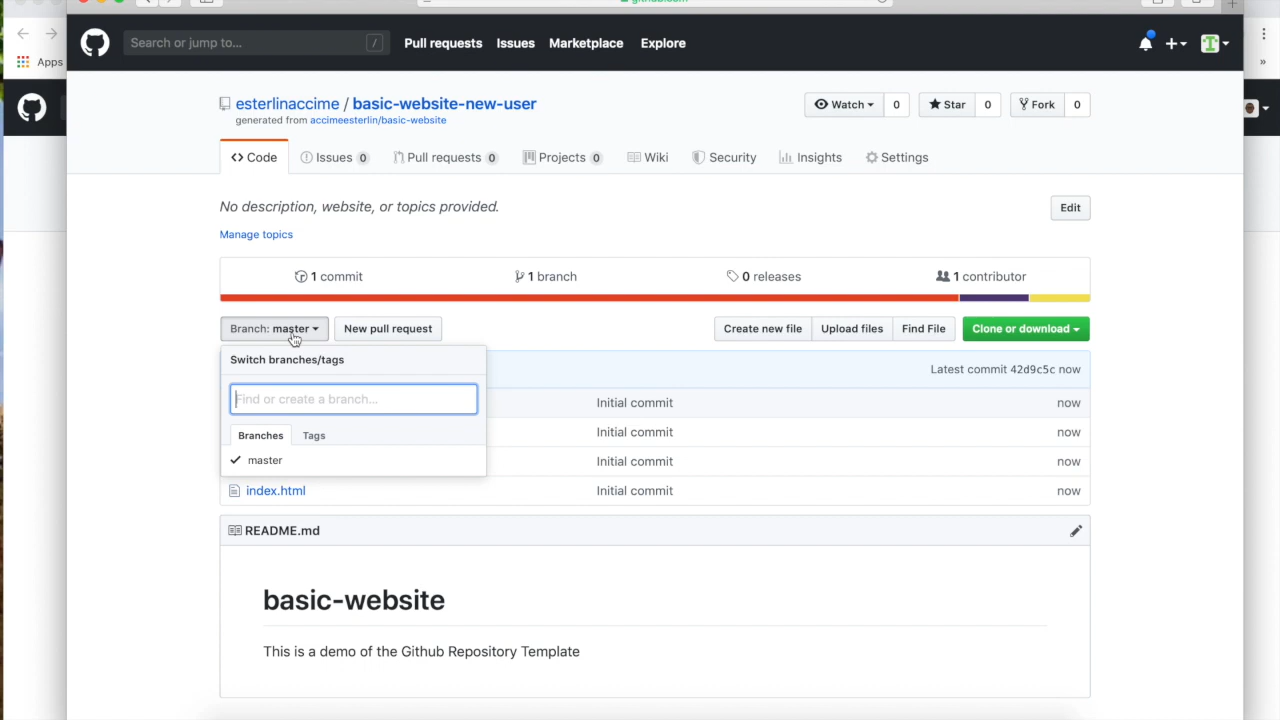 Apps
Search or jump to... /
Pull requests Issues Marketplace Explore
esterlinaccime / basic-website-new-user
generated from accimeesterlin/basic-website
Watch 0 Star 0 Fork 0
Code Issues 0 Pull requests 0 Projects 0 Wiki Security Insights Settings
No description, website, or topics provided.
Edit
Manage topics
1 commit 1 branch 0 releases 1 contributor
Branch: master New pull request Create new file Upload files Find File Clone or download
Switch branches/tags
Latest commit 42d9c5c now
Find or create a branch...
Initial commit now
Initial commit now
Branches Tags
master
Initial commit now
index.html Initial commit now
README.md
basic-website
This is a demo of the Github Repository Template